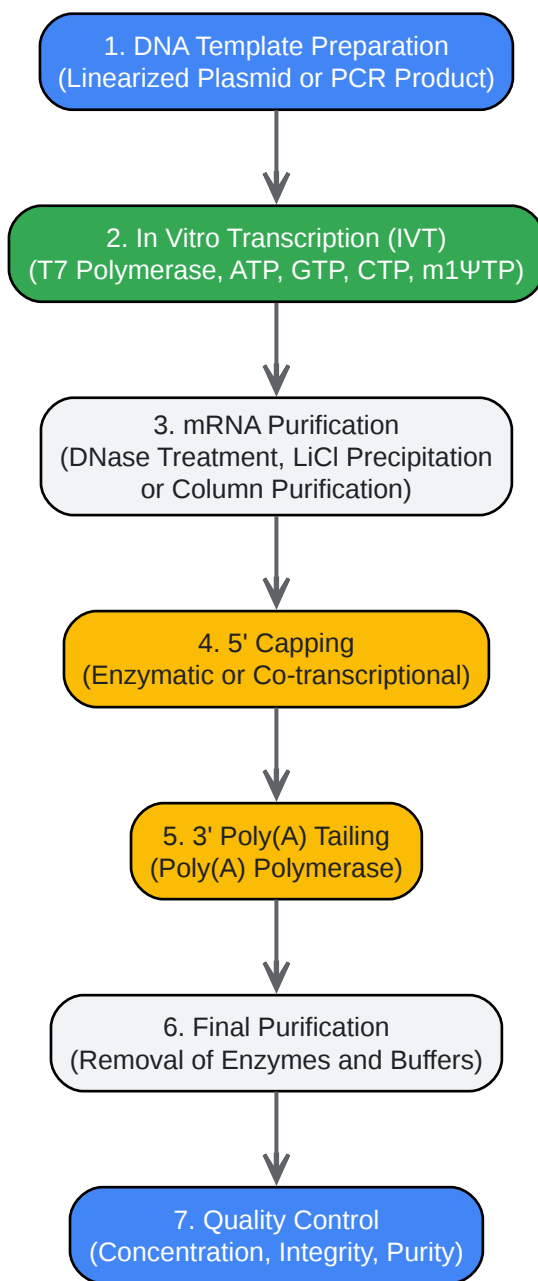 1. DNA Template Preparation
(Linearized Plasmid or PCR Product)
2. In Vitro Transcription (IVT)
(T7 Polymerase, ATP, GTP, CTP, m1ΨTP)
3. mRNA Purification
(DNase Treatment, LiCl Precipitation
or Column Purification)
4. 5' Capping
(Enzymatic or Co-transcriptional)
5. 3' Poly(A) Tailing
(Poly(A) Polymerase)
6. Final Purification
(Removal of Enzymes and Buffers)
7. Quality Control
(Concentration, Integrity, Purity)